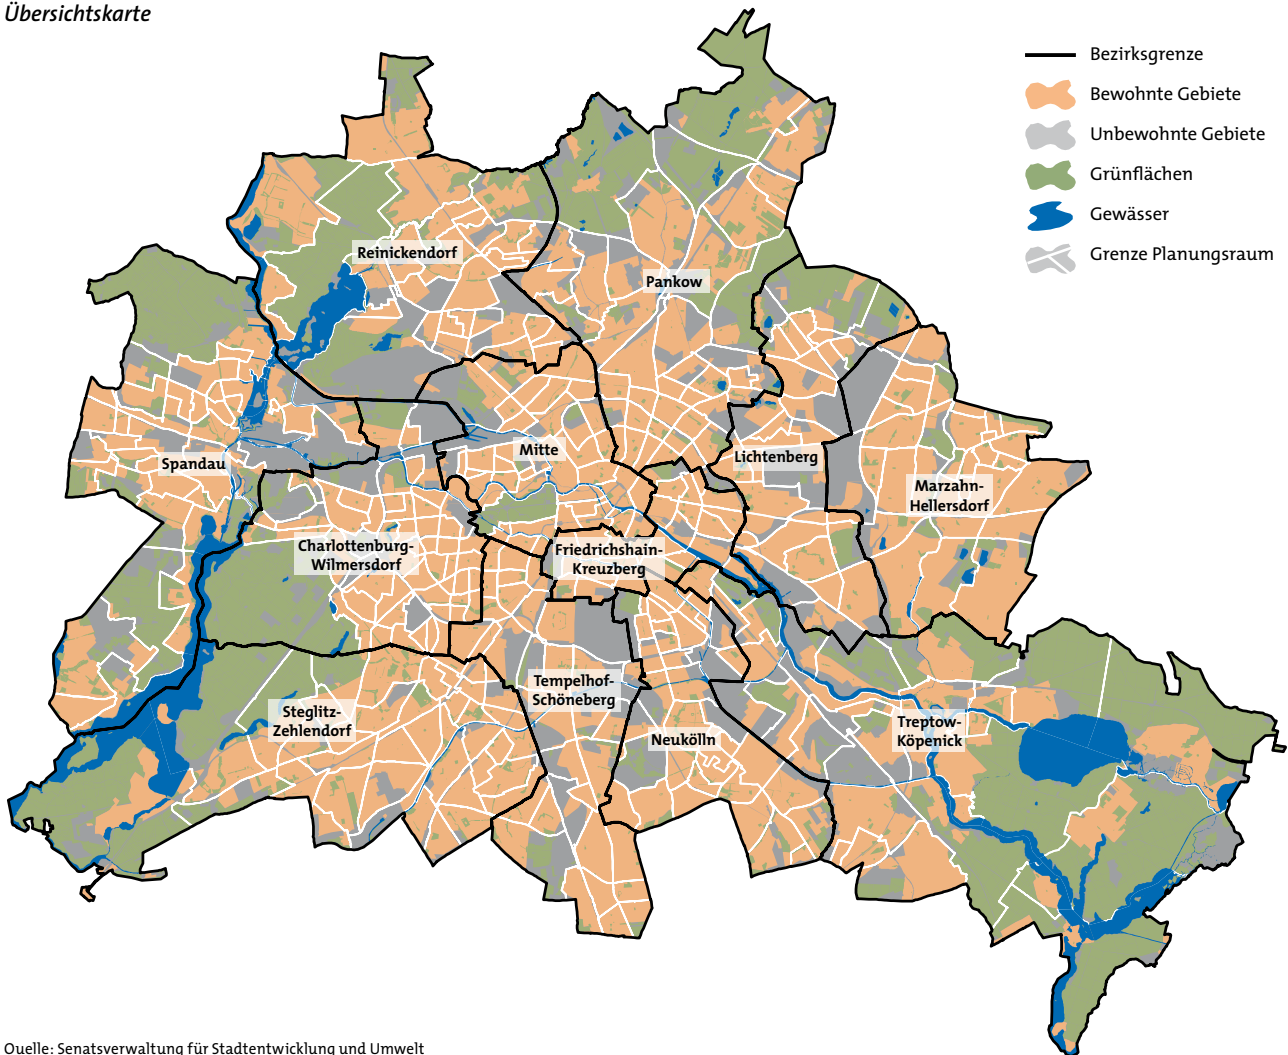 Übersichtskarte
Bezirksgrenze
Bewohnte Gebiete
Unbewohnte Gebiete
Grünflächen
Gewässer
Grenze Planungsraum
Reinickendorf
Pankow
Mitte
Spandau
Lichtenberg
Marzahn-
Hellersdorf
Charlottenburg-
Wilmersdorf
Friedrichshain-
Kreuzberg
Tempelhof-
Schöneberg
Steglitz-
Zehlendorf
Neukölln
Treptow-
Köpenick
Quelle: Senatsverwaltung für Stadtentwicklung und Umwelt